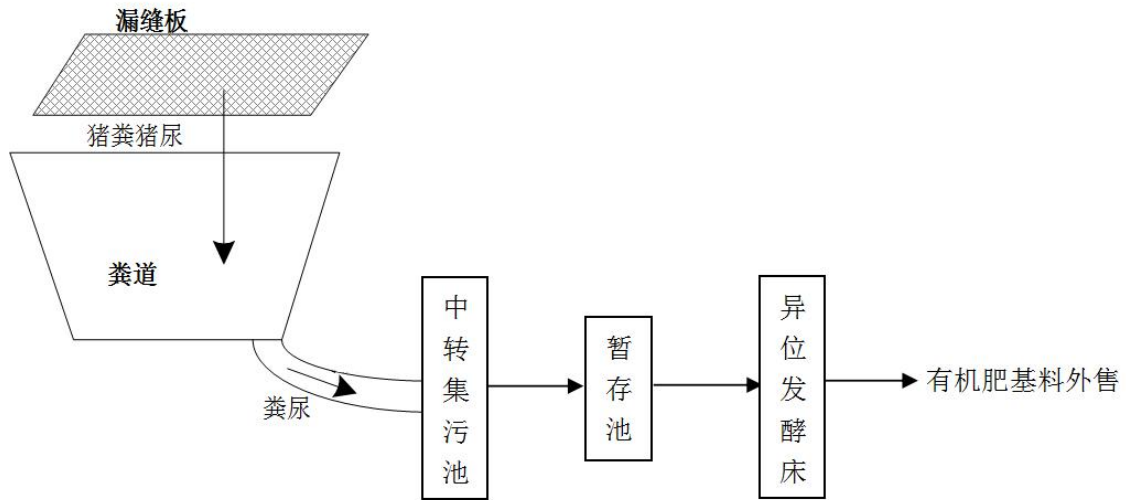 漏缝板
猪粪猪尿
粪道
粪尿
中转集污池
暂存池
异位发酵床
有机肥基料外售